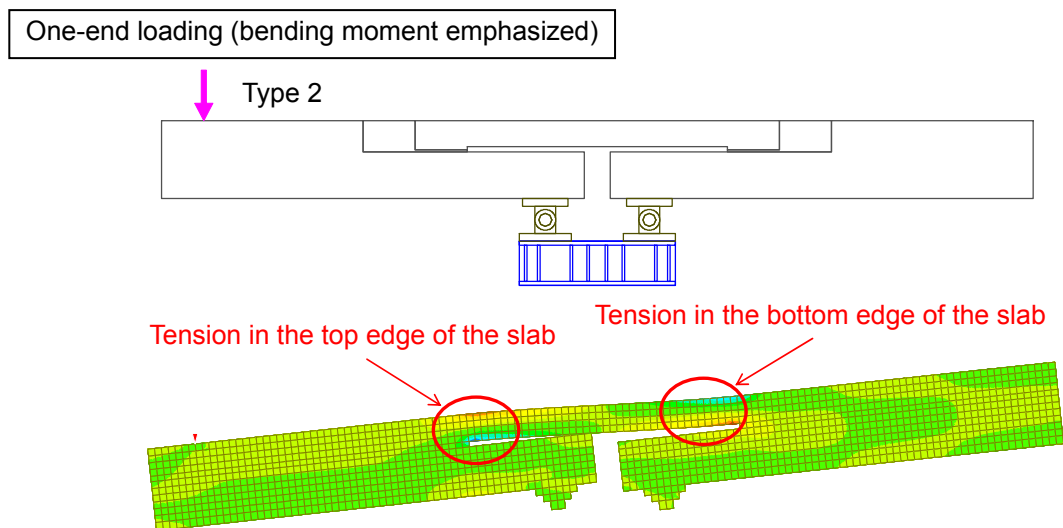 One-end loading (bending moment emphasized)
Type 2
Tension in the top edge of the slab
Tension in the bottom edge of the slab